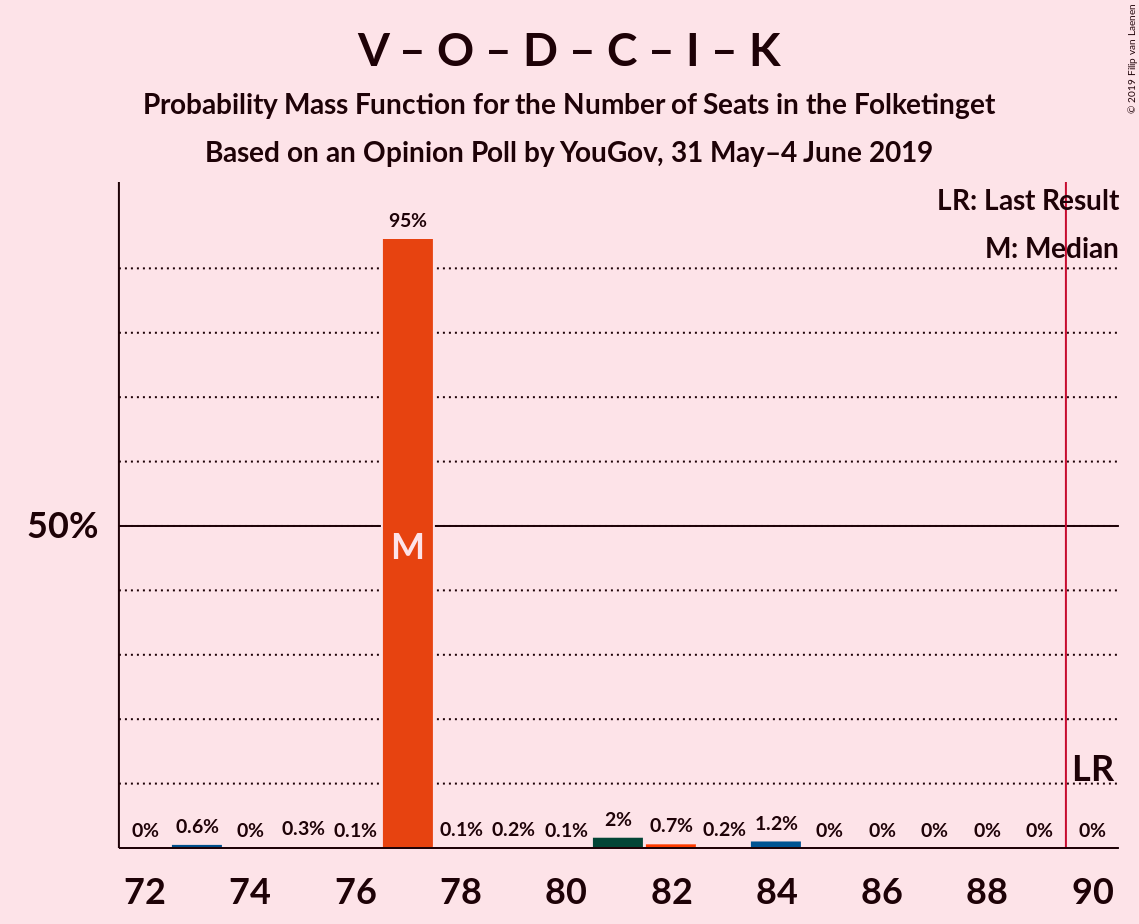 V – O – D – C – I – K
Probability Mass Function for the Number of Seats in the Folketinget
Based on an Opinion Poll by YouGov, 31 May–4 June 2019
© 2019 Filip van Laenen
LR: Last Result
M: Median
95%
50%
M
LR
0% 0.6% 0% 0.3% 0.1% 0.1% 0.2% 0.1% 2% 0.7% 0.2% 1.2% 0% 0% 0% 0% 0% 0%
72 74 76 78 80 82 84 86 88 90